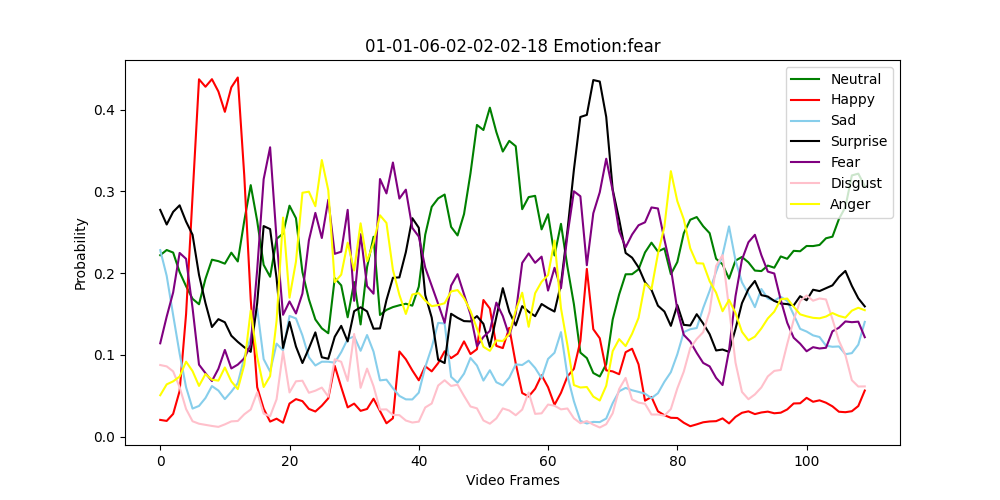 01-01-06-02-02-02-18 Emotion:fear
Probability
0.4
0.3
0.2
0.1
0.0
0
20
40
60
80
100
Video Frames
Neutral
Happy
Sad
Surprise
Fear
Disgust
Anger